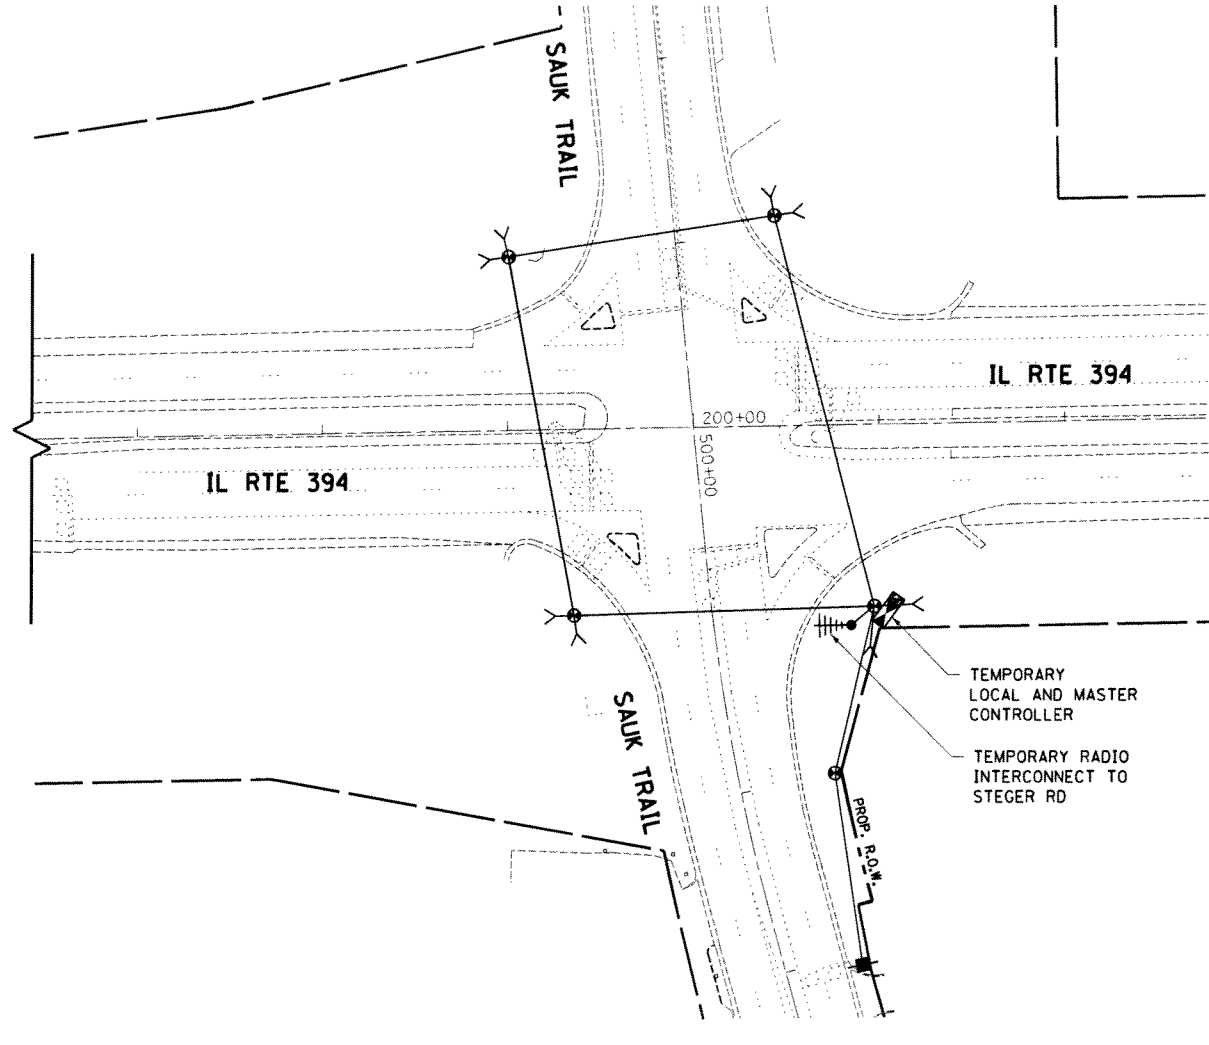 SAUK TRAIL
IL RTE 394
200+00
500+00
IL RTE 394
TEMPORARY
LOCAL AND MASTER
CONTROLLER
SAUK TRAIL
TEMPORARY RADIO
INTERCONNECT TO
STEGER RD
PROP. R.O.W.